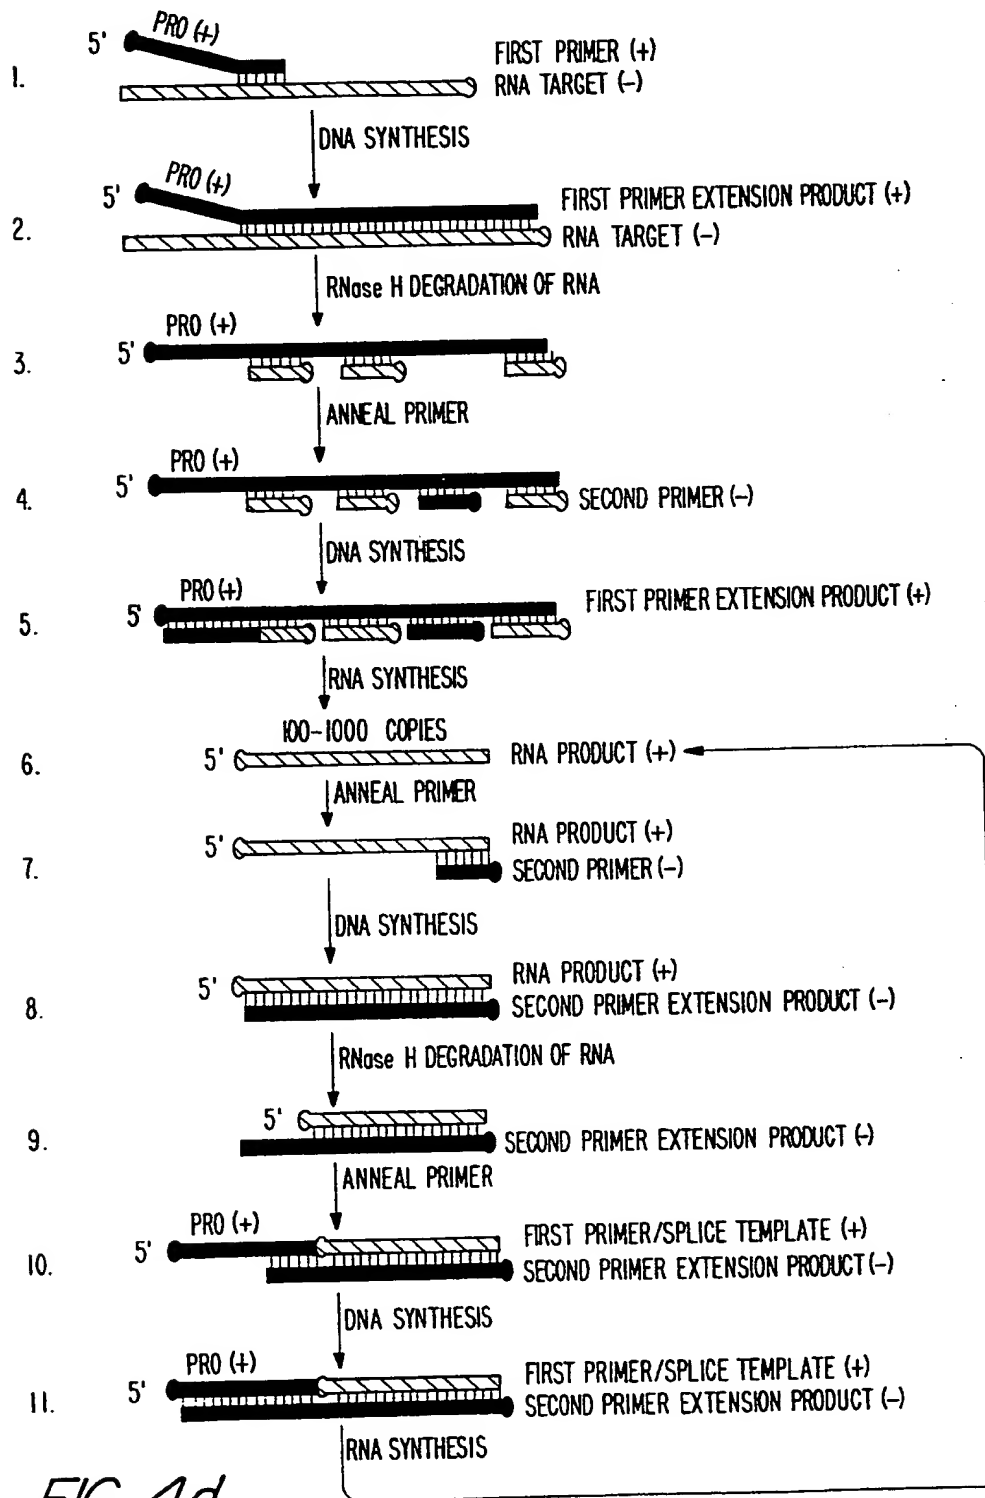 1.
5'
PRO (+)
FIRST PRIMER (+)
RNA TARGET (-)
DNA SYNTHESIS
2.
5'
PRO (+)
FIRST PRIMER EXTENSION PRODUCT (+)
RNA TARGET (-)
RNase H DEGRADATION OF RNA
3.
5'
PRO (+)
ANNEAL PRIMER
4.
5'
PRO (+)
SECOND PRIMER (-)
DNA SYNTHESIS
5.
5'
PRO (+)
FIRST PRIMER EXTENSION PRODUCT (+)
RNA SYNTHESIS
100-1000 COPIES
6.
5'
RNA PRODUCT (+)
ANNEAL PRIMER
7.
5'
RNA PRODUCT (+)
SECOND PRIMER (-)
DNA SYNTHESIS
8.
5'
RNA PRODUCT (+)
SECOND PRIMER EXTENSION PRODUCT (-)
RNase H DEGRADATION OF RNA
9.
5'
SECOND PRIMER EXTENSION PRODUCT (-)
ANNEAL PRIMER
10.
5'
PRO (+)
FIRST PRIMER/SPLICE TEMPLATE (+)
SECOND PRIMER EXTENSION PRODUCT (-)
DNA SYNTHESIS
11.
5'
PRO (+)
FIRST PRIMER/SPLICE TEMPLATE (+)
SECOND PRIMER EXTENSION PRODUCT (-)
RNA SYNTHESIS
FIG. 4d